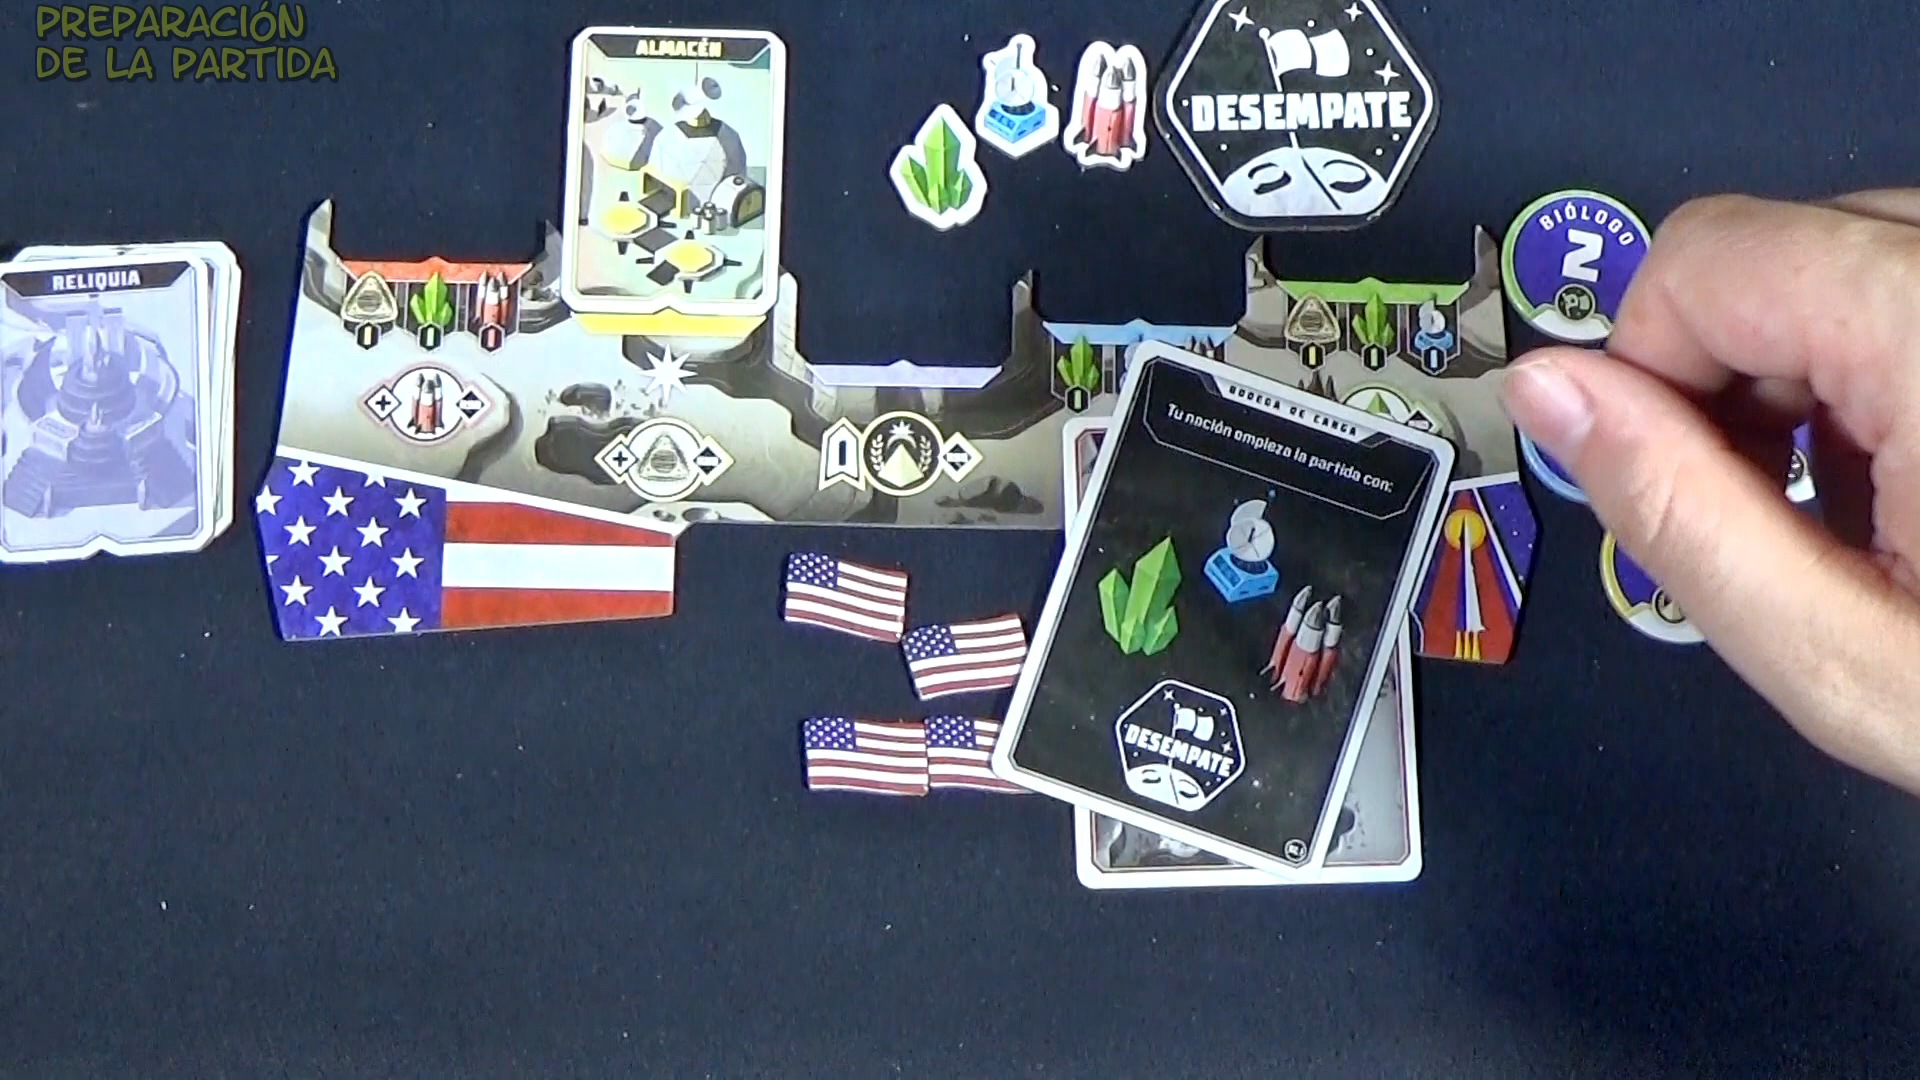 PREPARACIÓN
DE LA PARTIDA
ALMACÉN
DESEMPATE
BIÓLOGO
2
RELIQUIA
BODEGA DE CARGA
Tu nación empieza la partida con:
DESEMPATE